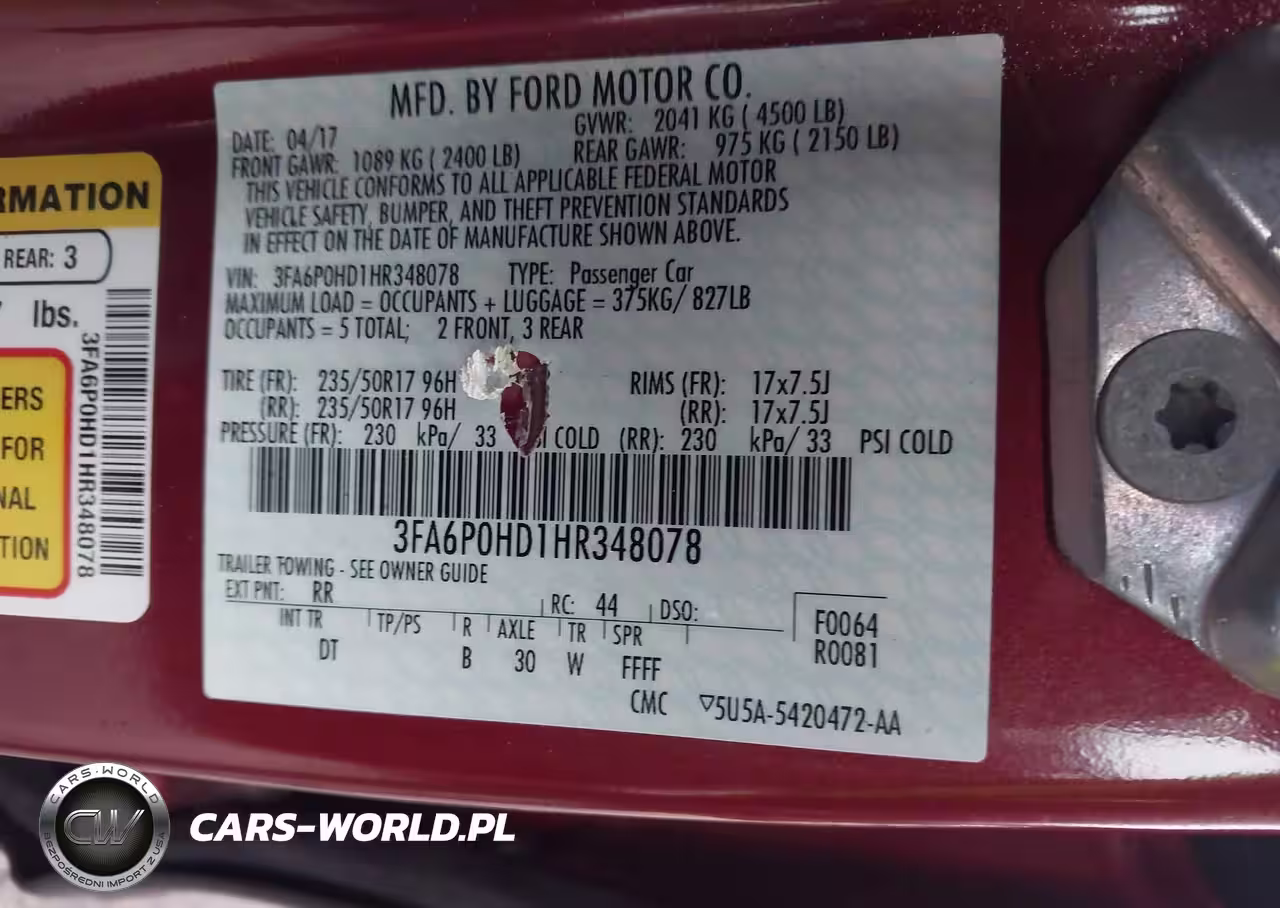 MFD. BY FORD MOTOR CO.
DATE: 04/17 GVWR: 2041 KG ( 4500 LB)
FRONT GAWR: 1089 KG ( 2400 LB) REAR GAWR: 975 KG ( 2150 LB)
THIS VEHICLE CONFORMS TO ALL APPLICABLE FEDERAL MOTOR
VEHICLE SAFETY, BUMPER, AND THEFT PREVENTION STANDARDS
IN EFFECT ON THE DATE OF MANUFACTURE SHOWN ABOVE.
VIN: 3FA6P0HD1HR348078 TYPE: Passenger Car
MAXIMUM LOAD = OCCUPANTS + LUGGAGE = 375KG/ 827LB
OCCUPANTS = 5 TOTAL; 2 FRONT, 3 REAR
TIRE (FR): 235/50R17 96H RIMS (FR): 17x7.5J
(RR): 235/50R17 96H (RR): 17x7.5J
PRESSURE (FR): 230 kPa/ 33 COLD (RR): 230 kPa/ 33 PSI COLD
3FA6P0HD1HR348078
TRAILER TOWING - SEE OWNER GUIDE
EXT PNT: RR RC: 44 DSO:
INT TR TP/PS R AXLE TR SPR
DT B 30 W FFFF
F0064
R0081
CMC ▽5U5A-5420472-AA
RMATION
REAR: 3
lbs.
3FA6P0HD1HR348078
ERS
FOR
NAL
TION
CARS-WORLD
CW
BEZPOŚREDNI IMPORT Z USA
CARS-WORLD.PL